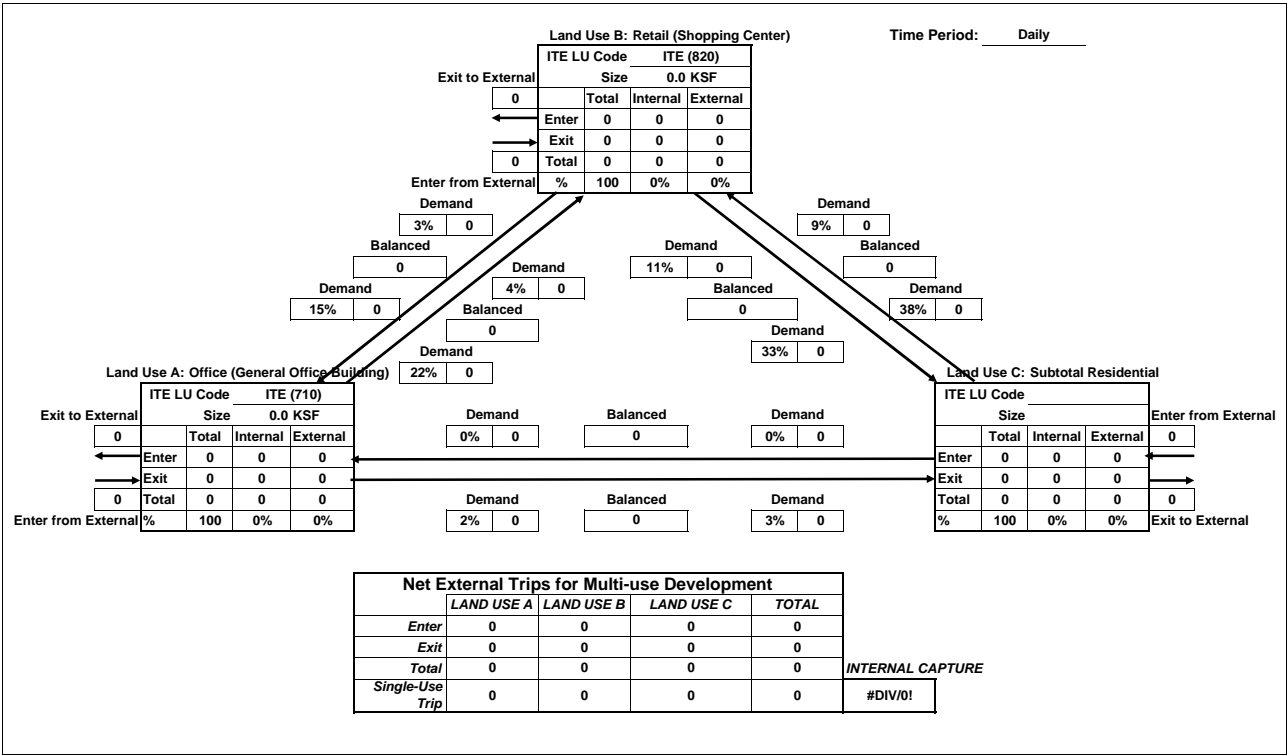 Land Use B: Retail (Shopping Center)
Time Period: Daily
ITE LU Code ITE (820)
Exit to External Size 0.0 KSF
0 Total Internal External
Enter 0 0 0
Exit 0 0 0
0 Total 0 0 0
Enter from External % 100 0% 0%
Demand Demand
3% 0 9% 0
Balanced Demand Balanced
0 11% 0 0
Demand
4% 0
Demand Balanced Demand
15% 0 0 38% 0
Balanced
0
Demand
33% 0
Demand
22% 0
Land Use A: Office (General Office Building)
Land Use C: Subtotal Residential
ITE LU Code ITE (710) ITE LU Code
Exit to External Size 0.0 KSF Demand Balanced Demand Size Enter from External
0 Total Internal External 0% 0 0 0% 0 Total Internal External 0
Enter 0 0 0 Enter 0 0 0
Exit 0 0 0 Exit 0 0 0
0 Total 0 0 0 Demand Balanced Demand Total 0 0 0 0
Enter from External % 100 0% 0% 2% 0 0 3% 0 % 100 0% 0% Exit to External
Net External Trips for Multi-use Development
LAND USE A LAND USE B LAND USE C TOTAL
Enter 0 0 0 0
Exit 0 0 0 0
Total 0 0 0 0 INTERNAL CAPTURE
Single-Use
Trip 0 0 0 0 #DIV/0!